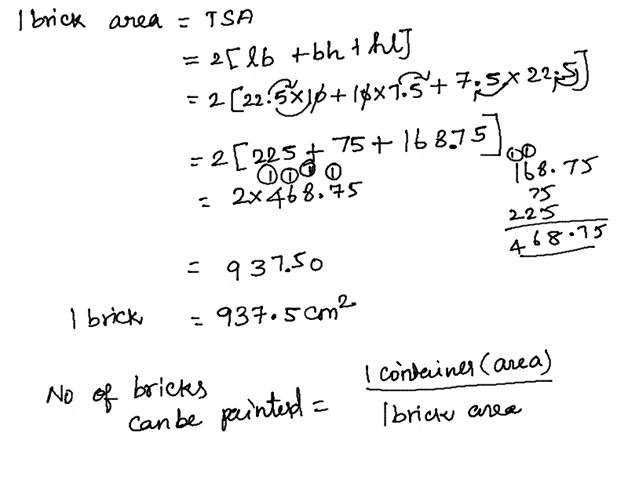 1 brick area = TSA
= 2[lb + bh + hl]
= 2[22.5×10 + 10×7.5 + 7.5×22.5]
= 2[225 + 75 + 168.75]
= 2×468.75
168.75
75
225
468.75
= 937.50
1 brick = 937.5 cm²
No of bricks can be painted = 1 container (area) / 1 brick area